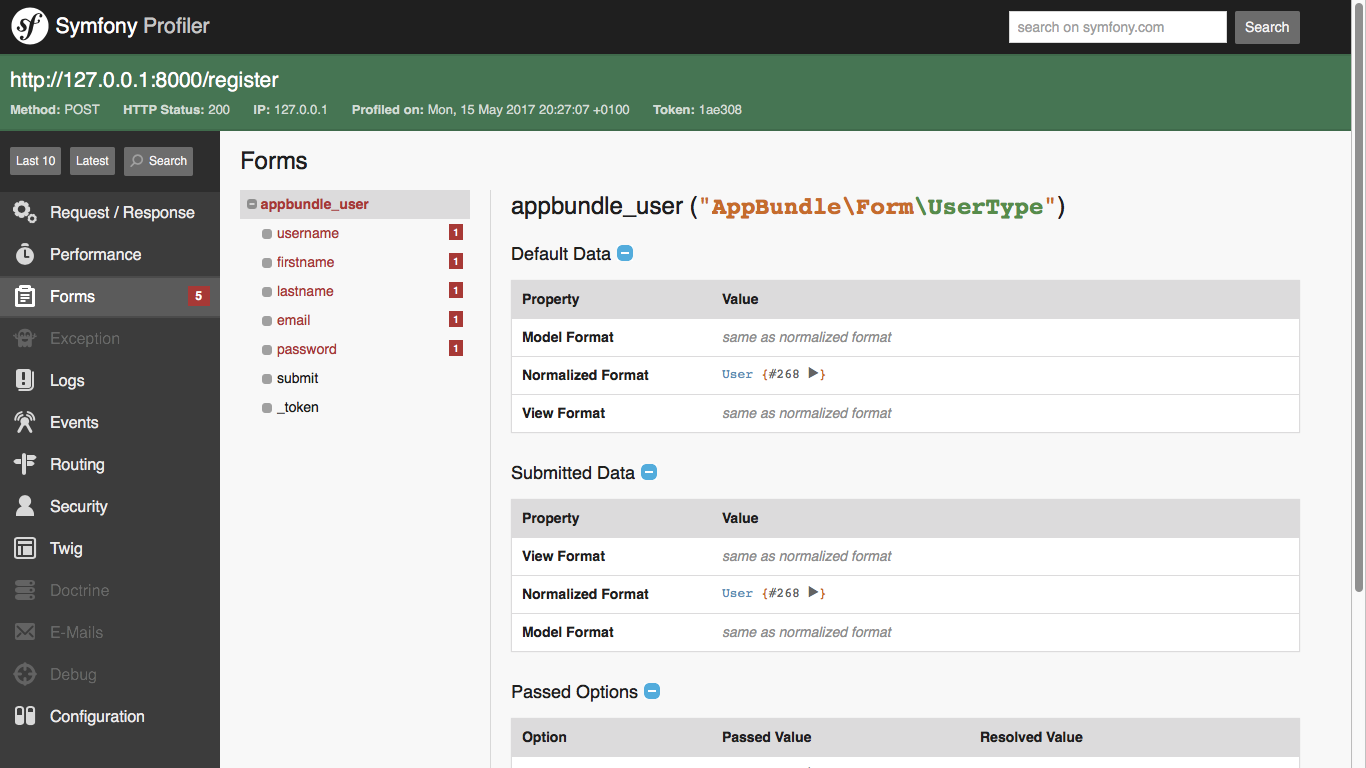 sf Symfony Profiler
search on symfony.com Search
http://127.0.0.1:8000/register
Method: POST HTTP Status: 200 IP: 127.0.0.1 Profiled on: Mon, 15 May 2017 20:27:07 +0100 Token: 1ae308
Last 10 Latest Search
Request / Response
Performance
Forms 5
Exception
Logs
Events
Routing
Security
Twig
Doctrine
E-Mails
Debug
Configuration
Forms
appbundle_user
username 1
firstname 1
lastname 1
email 1
password 1
submit
_token
appbundle_user ("AppBundle\Form\UserType")
Default Data
Property Value
Model Format same as normalized format
Normalized Format User {#268 ▶}
View Format same as normalized format
Submitted Data
Property Value
View Format same as normalized format
Normalized Format User {#268 ▶}
Model Format same as normalized format
Passed Options
Option Passed Value Resolved Value